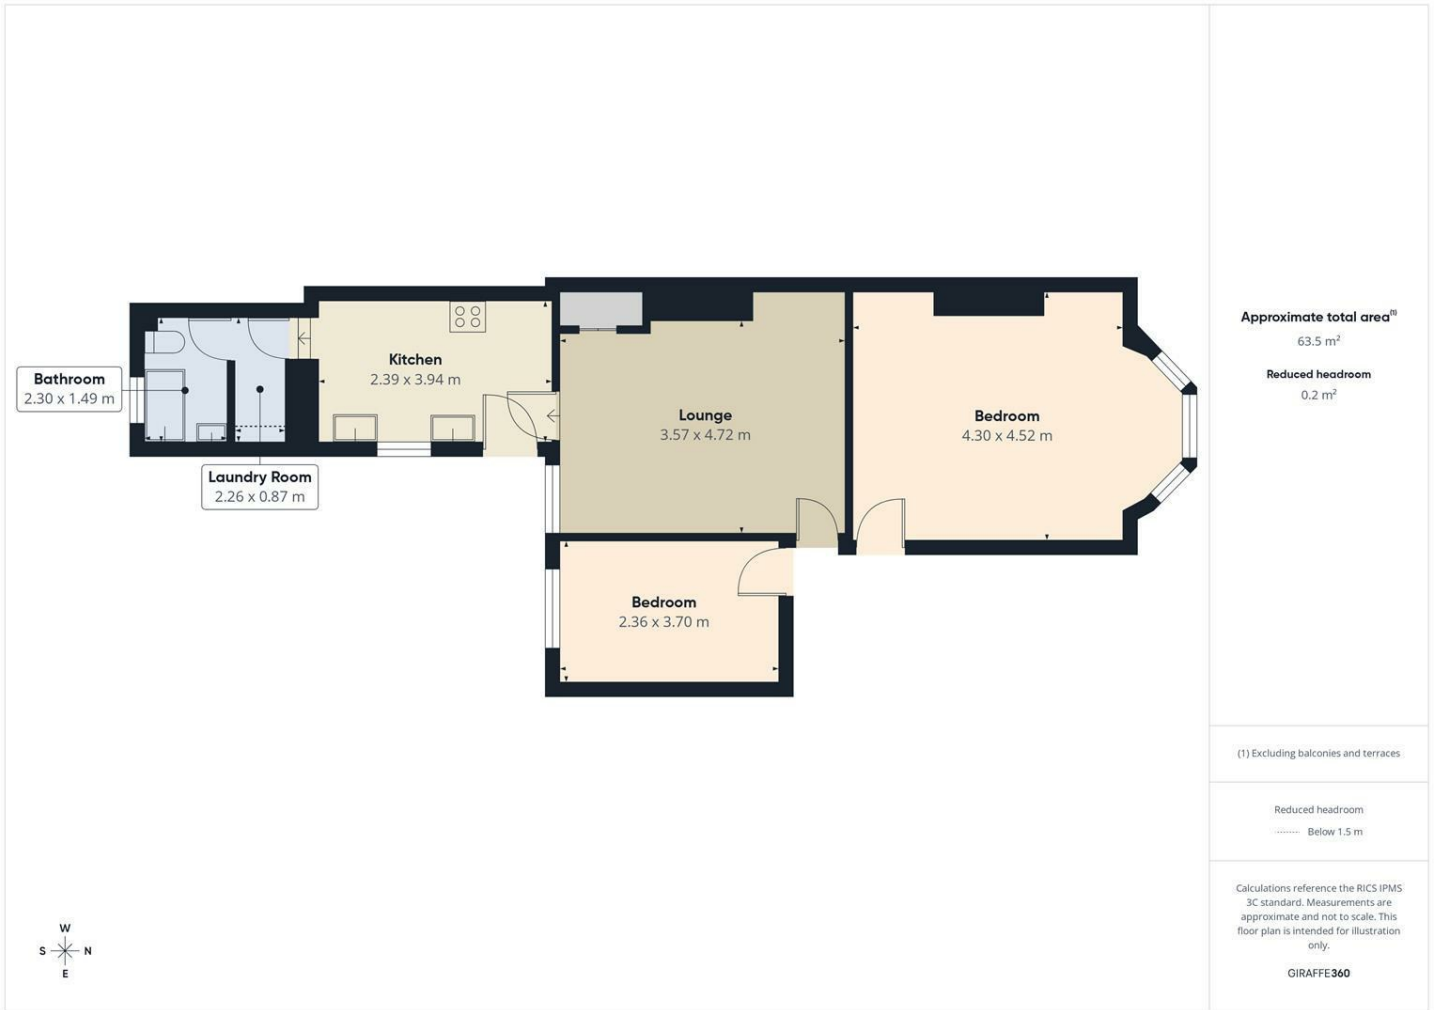 Kitchen
2.39 x 3.94 m
Bathroom
2.30 x 1.49 m
Laundry Room
2.26 x 0.87 m
Lounge
3.57 x 4.72 m
Bedroom
4.30 x 4.52 m
Bedroom
2.36 x 3.70 m
W
S N
E
Approximate total area(1)
63.5 m²
Reduced headroom
0.2 m²
(1) Excluding balconies and terraces
Reduced headroom
Below 1.5 m
Calculations reference the RICS IPMS
3C standard. Measurements are
approximate and not to scale. This
floor plan is intended for illustration
only.
GIRAFFE360